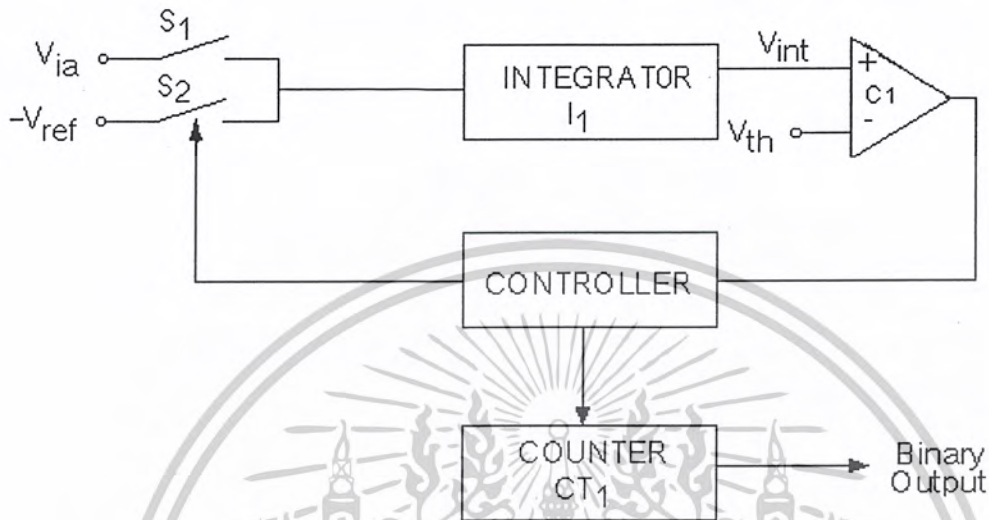 S1
Via
S2
-Vref
INTEGRATOR
I1
Vint
+
C1
-
Vth
CONTROLLER
COUNTER
CT1
Binary
Output